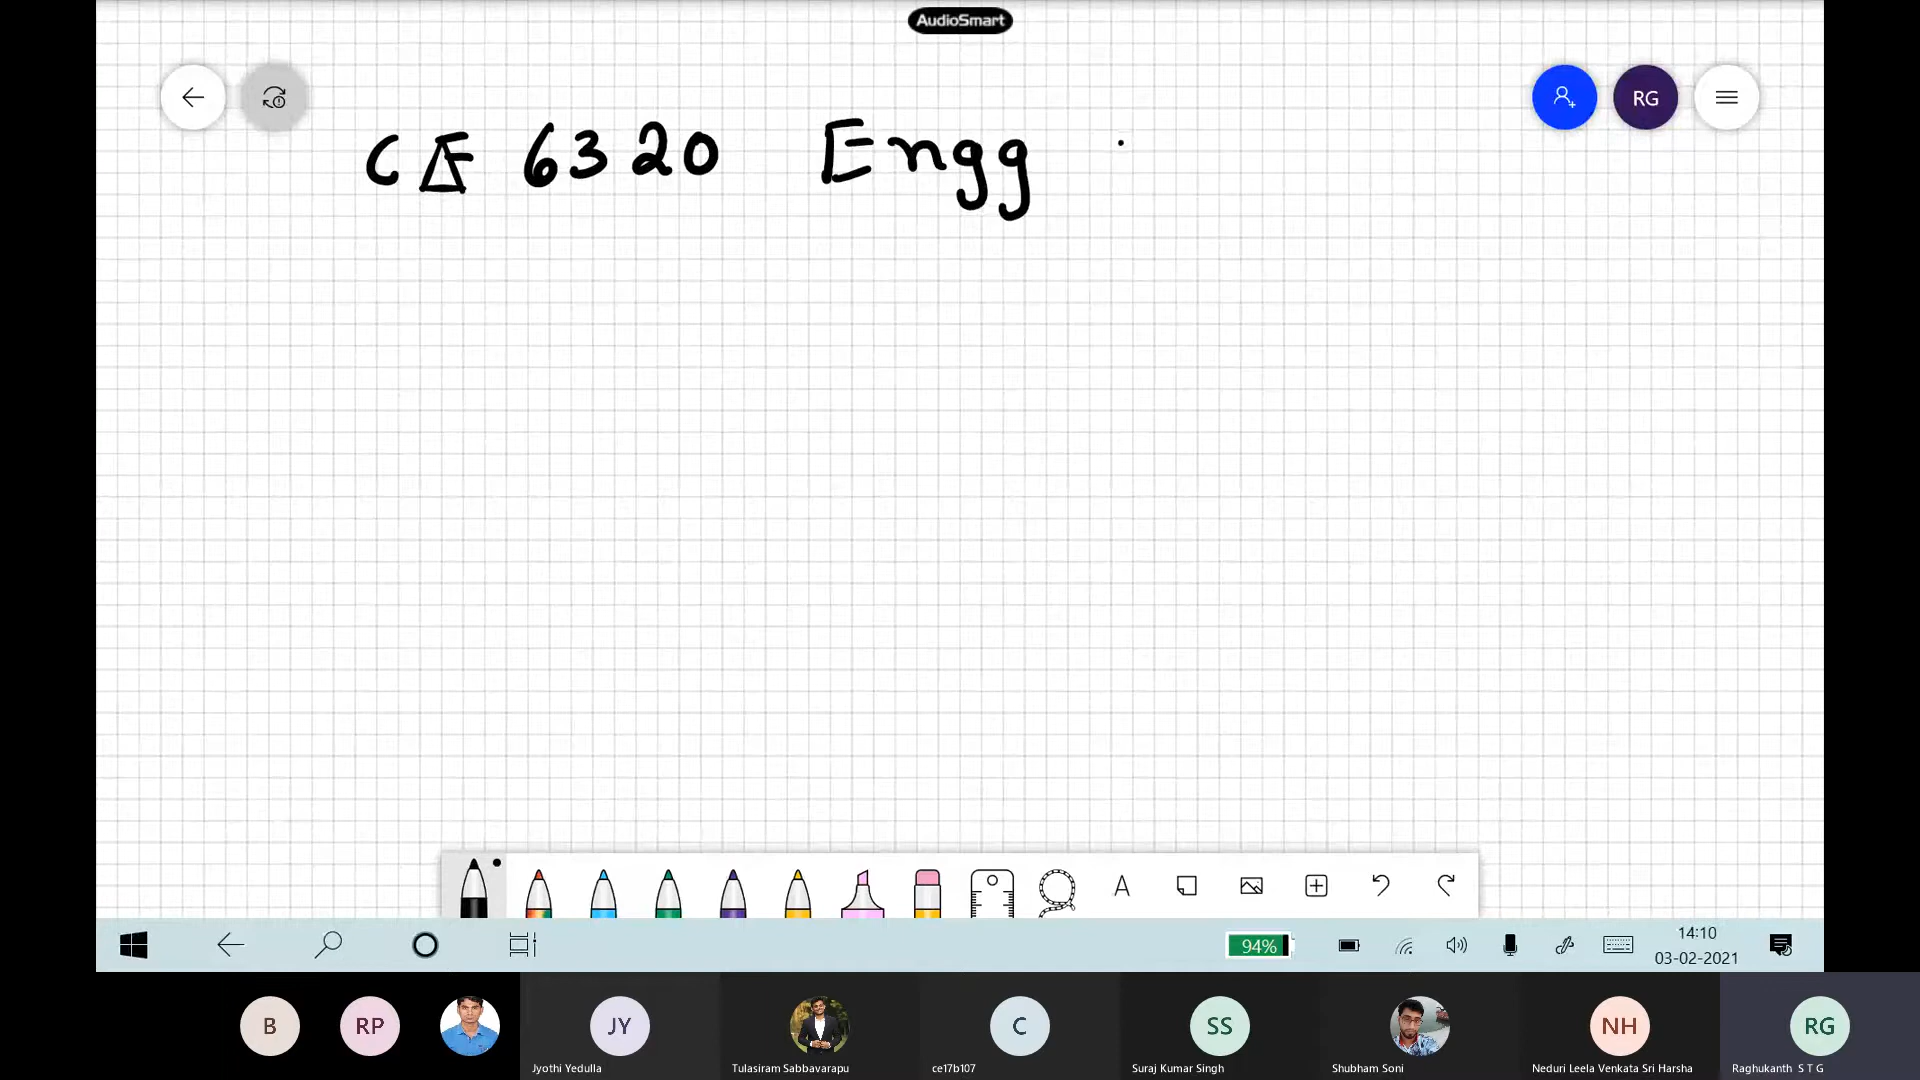 AudioSmart
RG
CE 6320 Engg
A
94%
14:10
03-02-2021
B
RP
JY
C
SS
NH
RG
Jyothi Yedulla
Tulasiram Sabbavarapu
ce17b107
Suraj Kumar Singh
Shubham Soni
Neduri Leela Venkata Sri Harsha
Raghukanth S T G